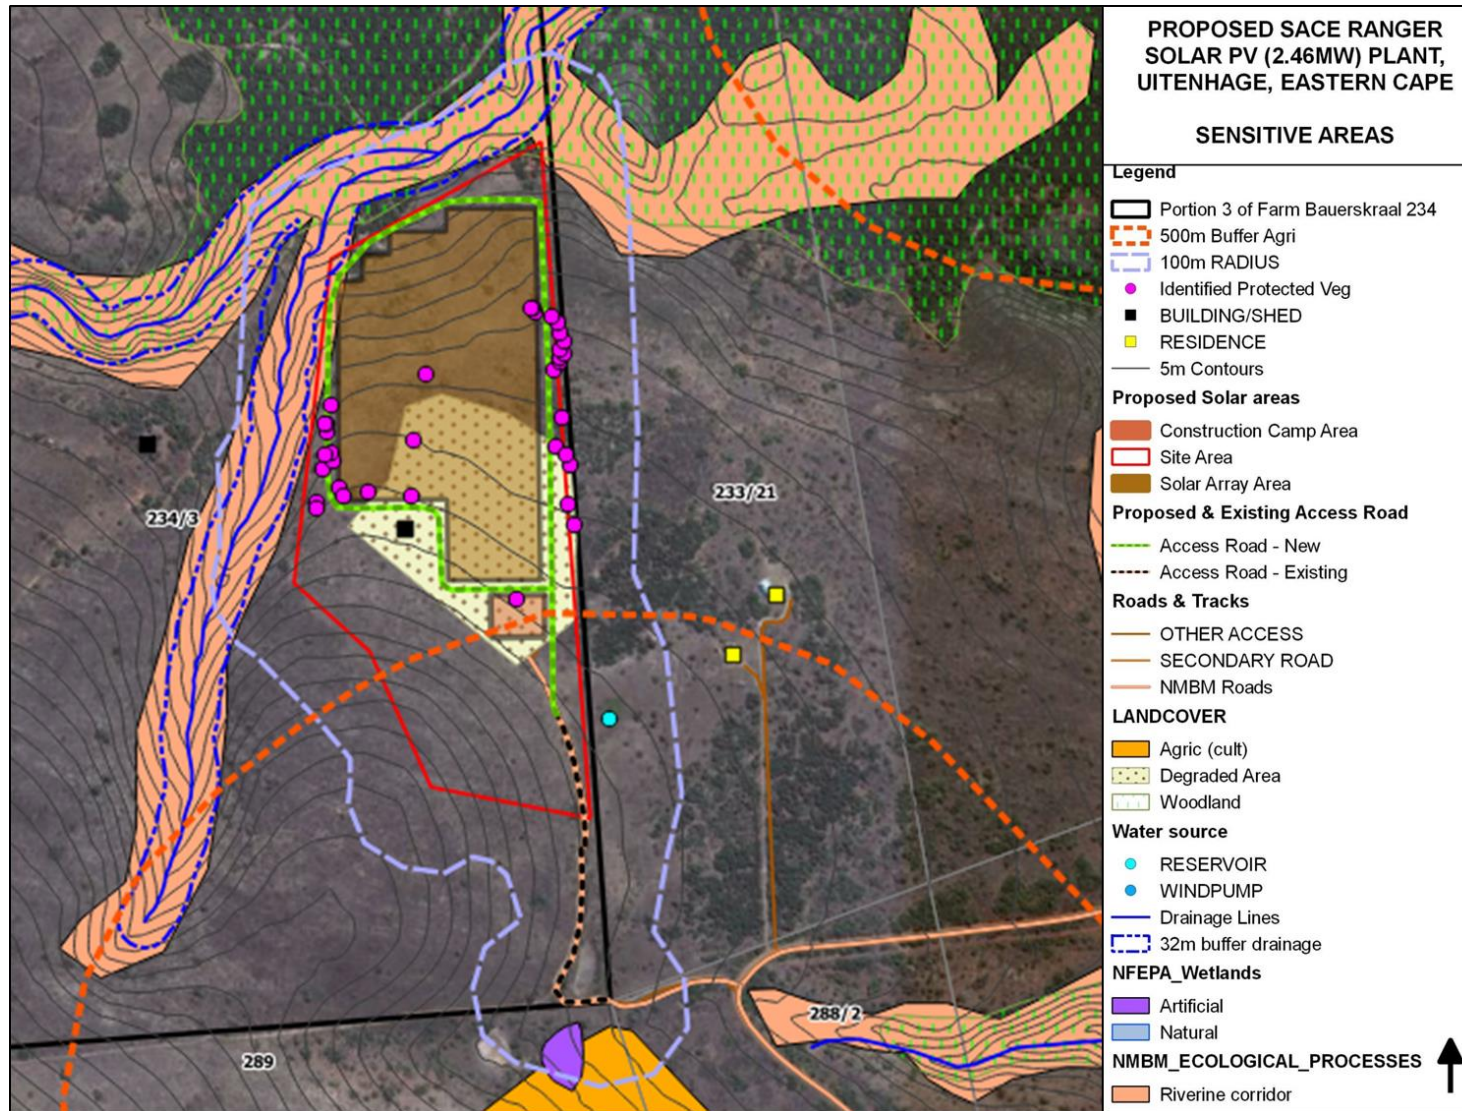 PROPOSED SACE RANGER
SOLAR PV (2.46MW) PLANT,
UITENHAGE, EASTERN CAPE
SENSITIVE AREAS
Legend
Portion 3 of Farm Bauerskraal 234
500m Buffer Agri
100m RADIUS
Identified Protected Veg
BUILDING/SHED
RESIDENCE
5m Contours
Proposed Solar areas
Construction Camp Area
Site Area
Solar Array Area
Proposed & Existing Access Road
Access Road - New
Access Road - Existing
Roads & Tracks
OTHER ACCESS
SECONDARY ROAD
NMBM Roads
LANDCOVER
Agric (cult)
Degraded Area
Woodland
Water source
RESERVOIR
WINDPUMP
Drainage Lines
32m buffer drainage
NFEPA_Wetlands
Artificial
Natural
NMBM_ECOLOGICAL_PROCESSES
Riverine corridor
233/21
234/3
288/2
289